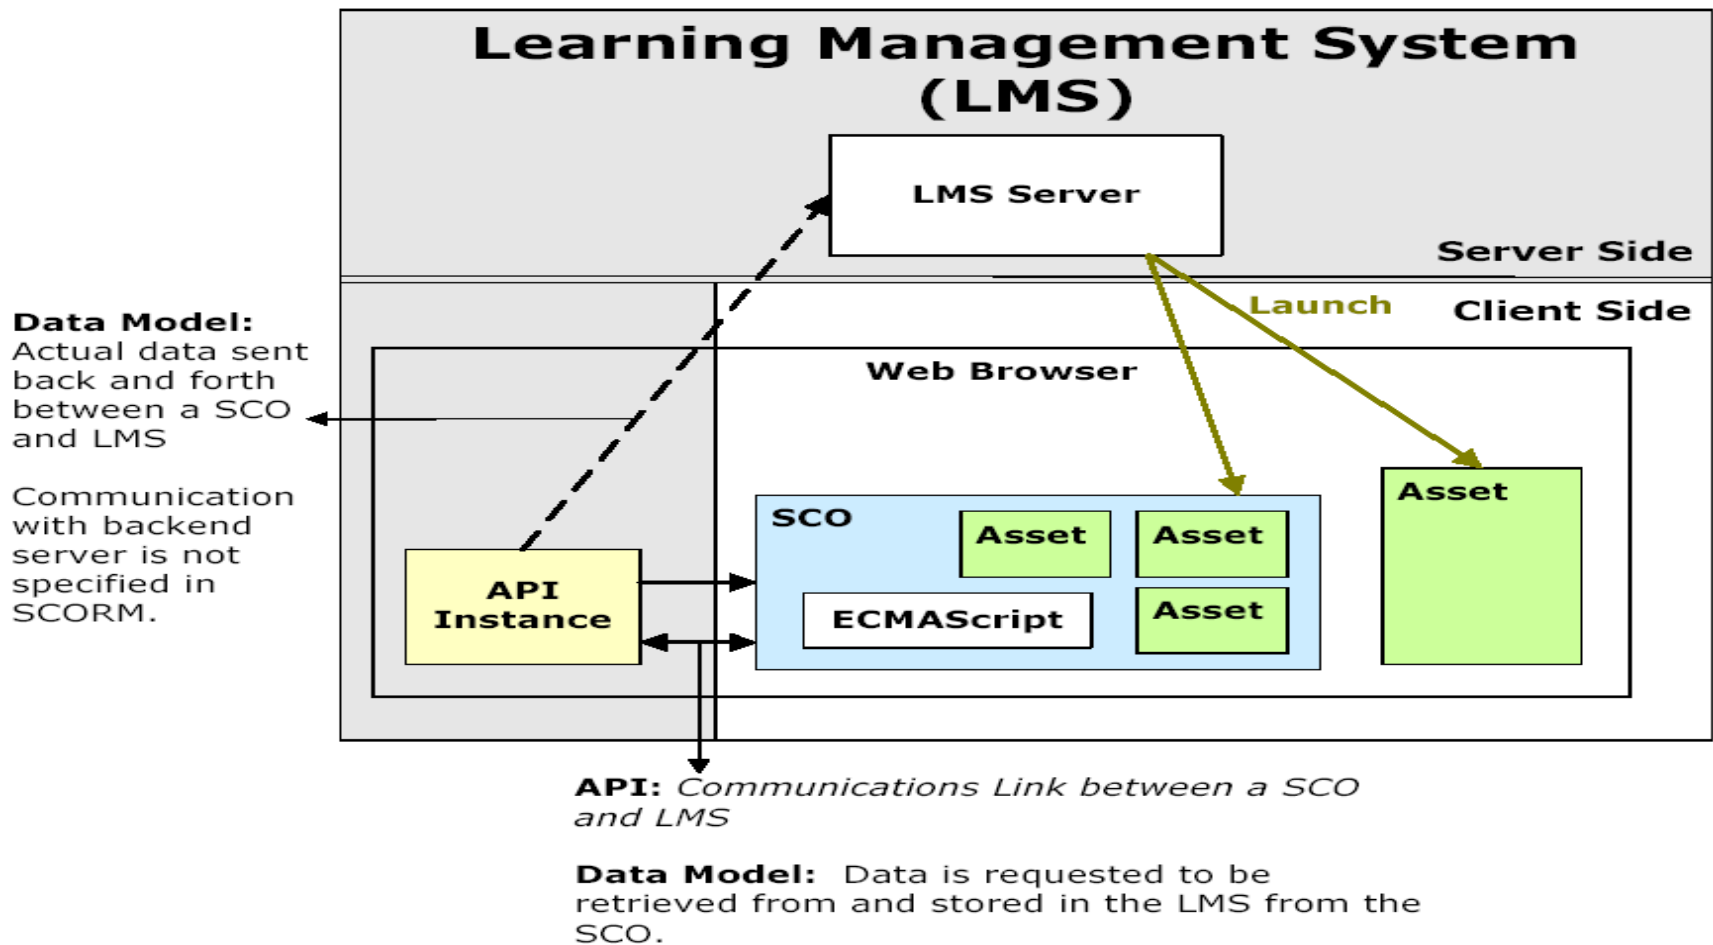 Learning Management System
(LMS)
LMS Server
Server Side
Launch
Client Side
Data Model:
Actual data sent
back and forth
between a SCO
and LMS
Communication
with backend
server is not
specified in
SCORM.
Web Browser
SCO
Asset
Asset
Asset
Asset
ECMAScript
API
Instance
API: Communications Link between a SCO
and LMS
Data Model: Data is requested to be
retrieved from and stored in the LMS from the
SCO.